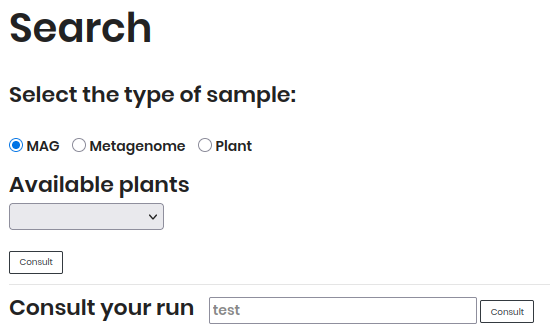 Search
Select the type of sample:
MAG Metagenome Plant
Available plants
Consult
Consult your run test Consult